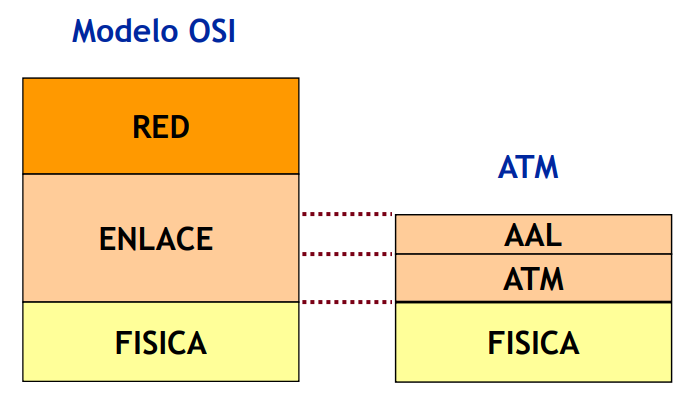 Modelo OSI
RED
ENLACE
FISICA
ATM
AAL
ATM
FISICA